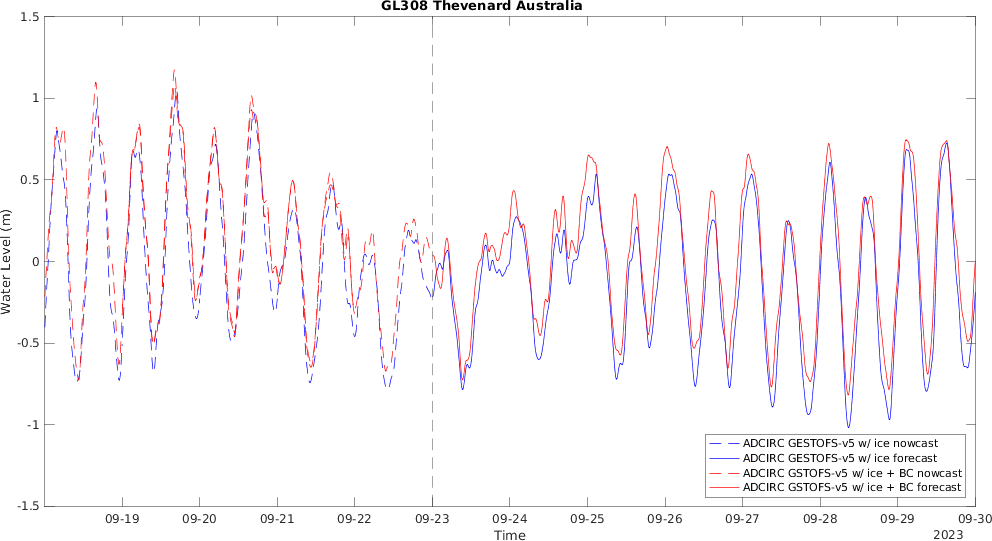 GL308 Thevenard Australia
1.5
1
0.5
0
-0.5
-1
-1.5
Water Level (m)
ADCIRC GESTOFS-v5 w/ ice nowcast
ADCIRC GESTOFS-v5 w/ ice forecast
ADCIRC GSTOFS-v5 w/ ice + BC nowcast
ADCIRC GSTOFS-v5 w/ ice + BC forecast
09-19 09-20 09-21 09-22 09-23 09-24 09-25 09-26 09-27 09-28 09-29 09-30
Time
2023